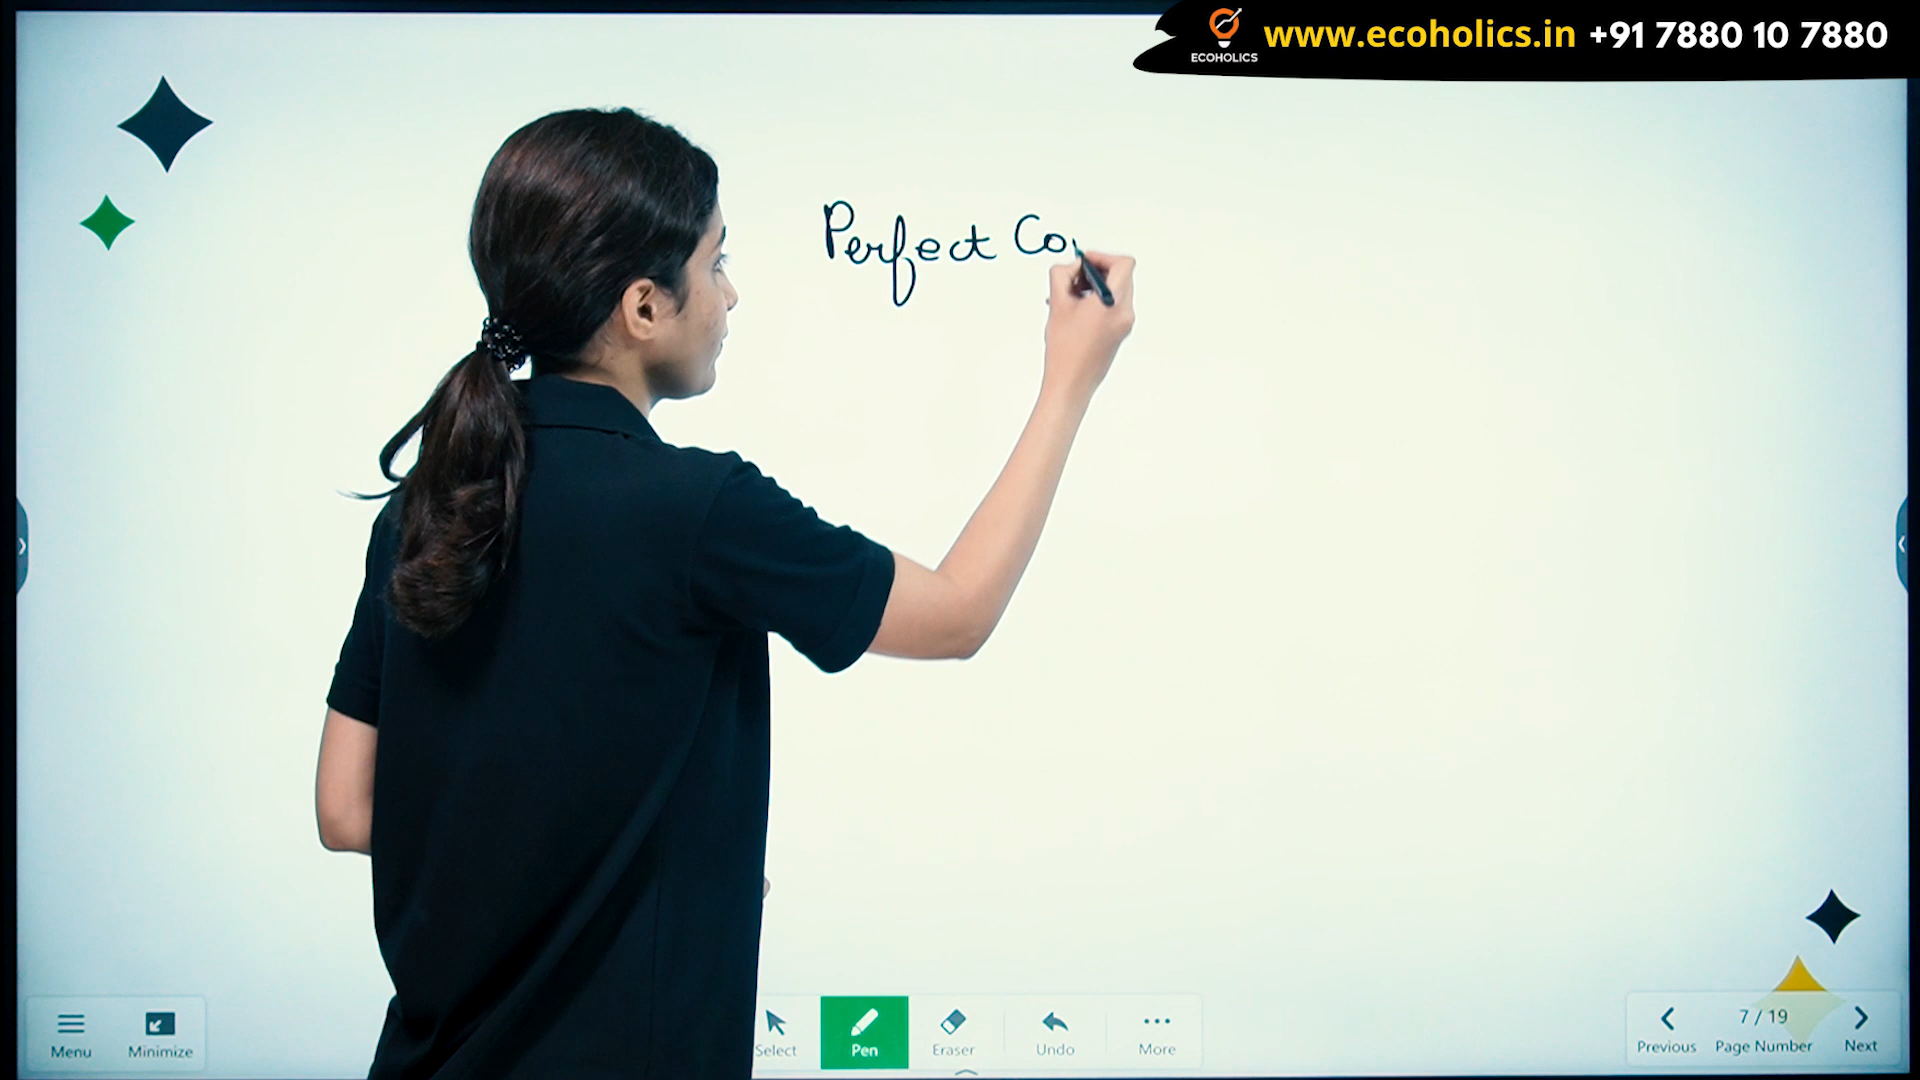 ECOHOLICS www.ecoholics.in +91 7880 10 7880
Perfect Co
Menu Minimize Select Pen Eraser Undo More Previous 7 / 19 Page Number Next